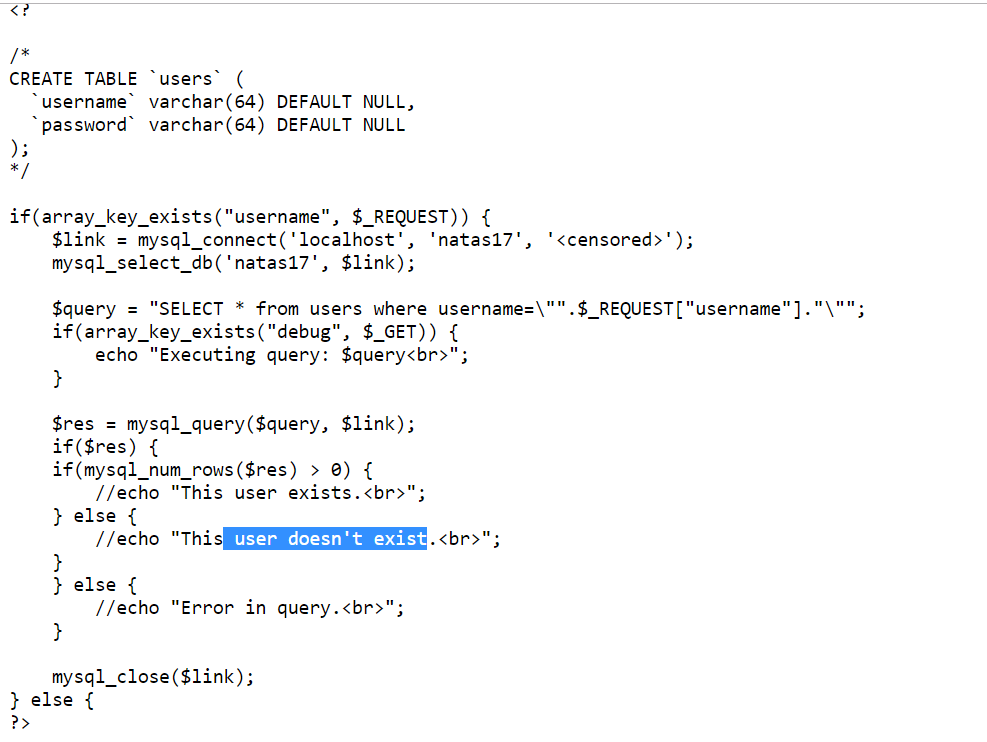 <?
/*
CREATE TABLE `users` (
  `username` varchar(64) DEFAULT NULL,
  `password` varchar(64) DEFAULT NULL
);
*/
if(array_key_exists("username", $_REQUEST)) {
    $link = mysql_connect('localhost', 'natas17', '<censored>');
    mysql_select_db('natas17', $link);
    $query = "SELECT * from users where username=\"".$_REQUEST["username"]."\"";
    if(array_key_exists("debug", $_GET)) {
        echo "Executing query: $query<br>";
    }
    $res = mysql_query($query, $link);
    if($res) {
    if(mysql_num_rows($res) > 0) {
        //echo "This user exists.<br>";
    } else {
        //echo "This user doesn't exist.<br>";
    }
    } else {
        //echo "Error in query.<br>";
    }
    mysql_close($link);
} else {
?>